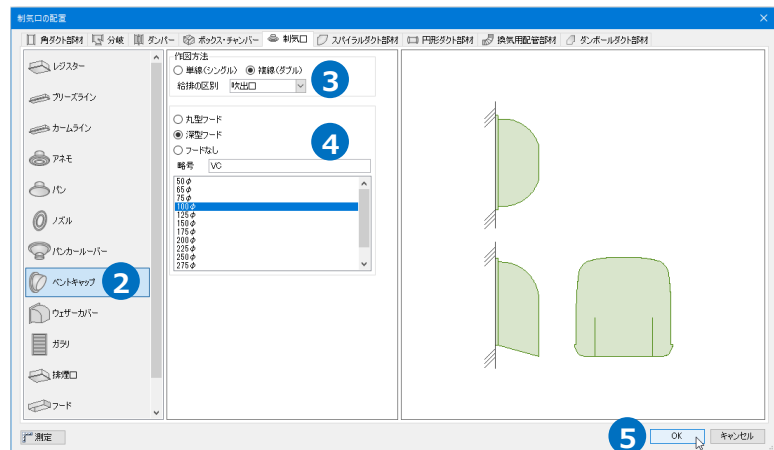 制気口の配置
角ダクト部材 分岐 ダンパー ボックス・チャンバー 制気口 スパイラルダクト部材 円形ダクト部材 換気用配管部材 ダンボールダクト部材
レジスター
ブリーズライン
カームライン
アネモ
パン
ノズル
パンカールーバー
ベントキャップ
ウェザーカバー
ガラリ
排煙口
フード
2
作図方法
単線(シングル) 複線(ダブル)
給排の区別 吹出口
3
丸型フード
深型フード
フードなし
4
略号 VC
50φ
65φ
75φ
100φ
125φ
150φ
175φ
200φ
225φ
250φ
275φ
測定
5
OK キャンセル